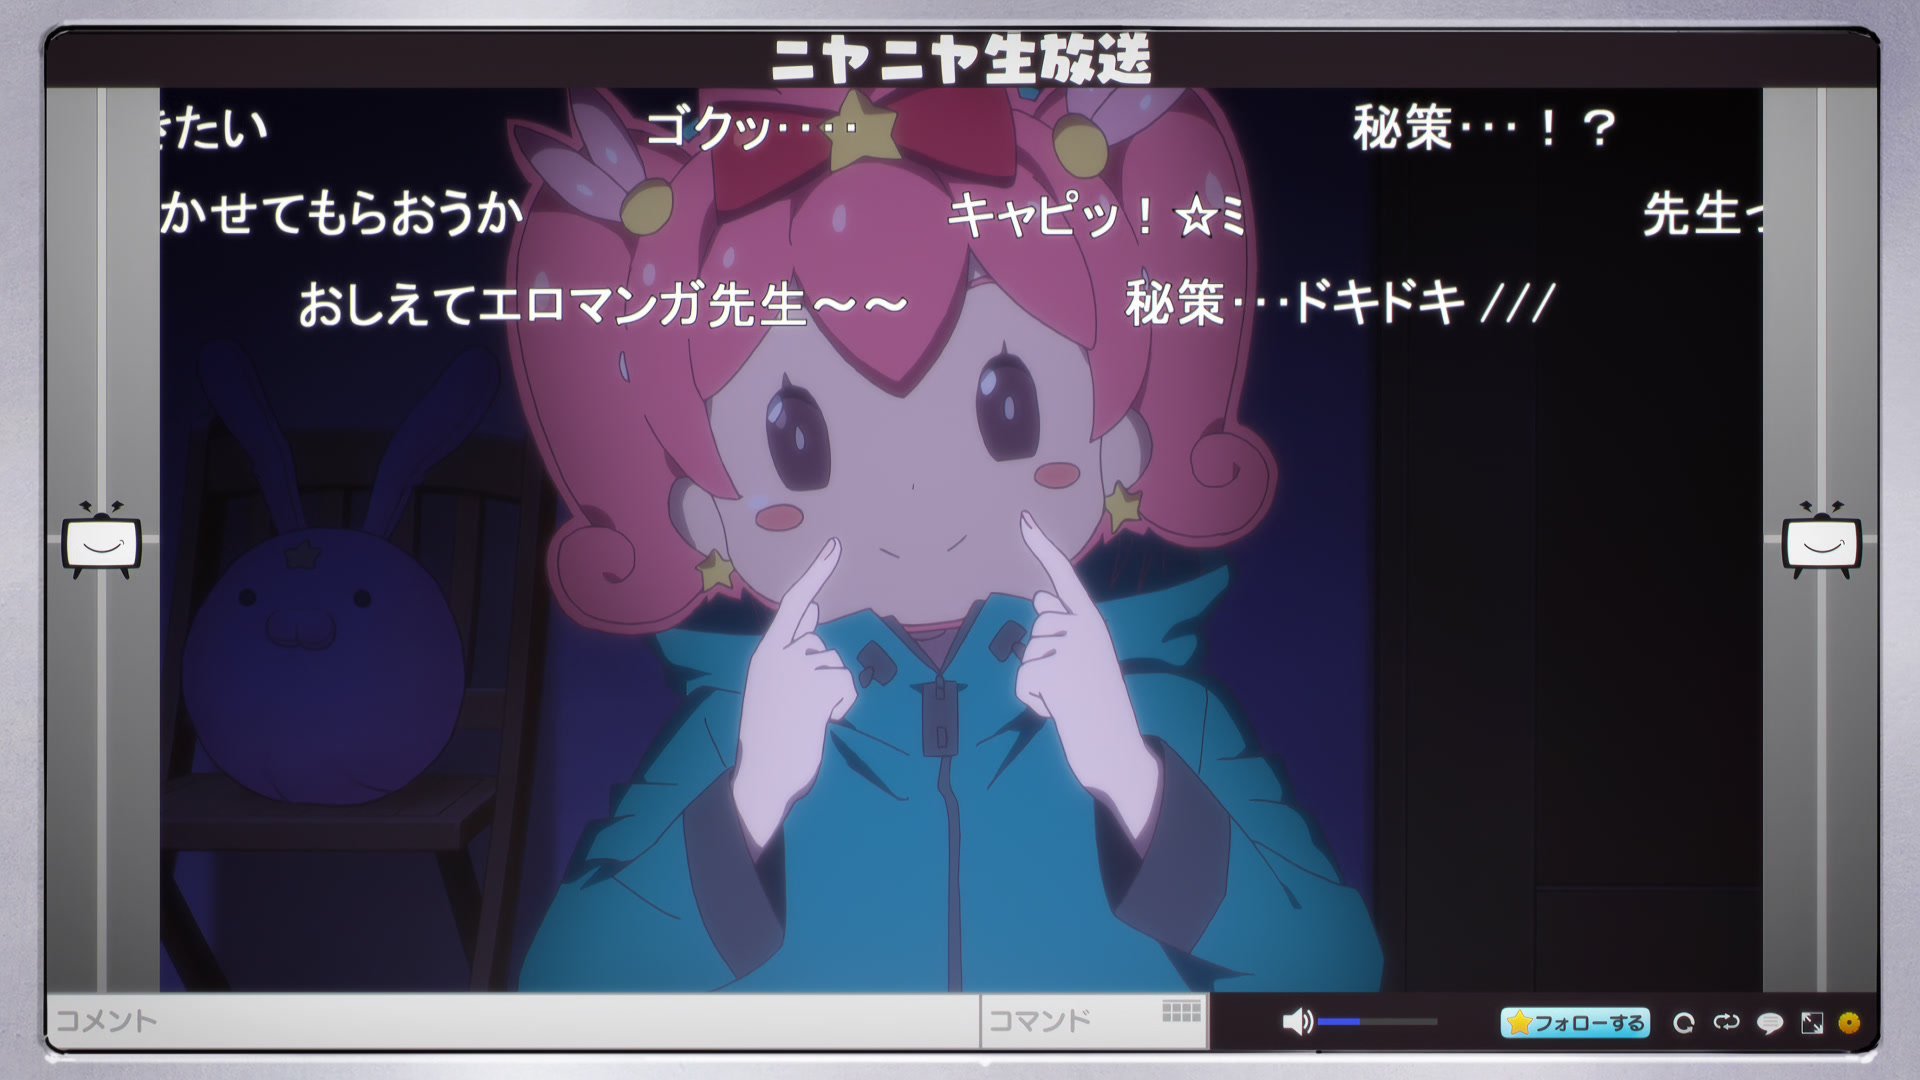 ニヤニヤ生放送
きたい
ゴクッ‥‥
秘策…！？
かせてもらおうか
キャピッ！☆ミ
先生っ
おしえてエロマンガ先生～～
秘策…ドキドキ///
コメント
コマンド
フォローする